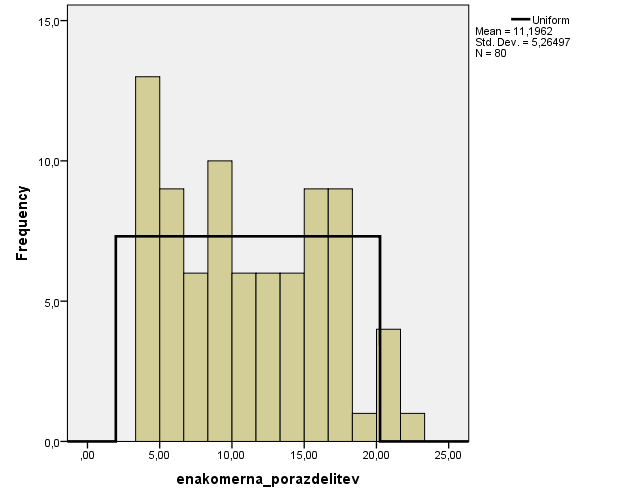 Uniform
Mean = 11,1962
Std. Dev. = 5,26497
N = 80
Frequency
15,0
10,0
5,0
0,0
,00 5,00 10,00 15,00 20,00 25,00
enakomerna_porazdelitev